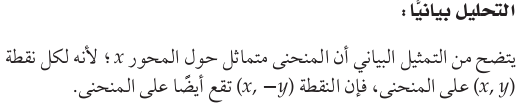 التحليل بيانيًّا :
يتضح من التمثيل البياني أن المنحنى متماثل حول المحور x ؛ لأنه لكل نقطة
(x, y) على المنحنى، فإن النقطة (x, −y) تقع أيضًا على المنحنى.